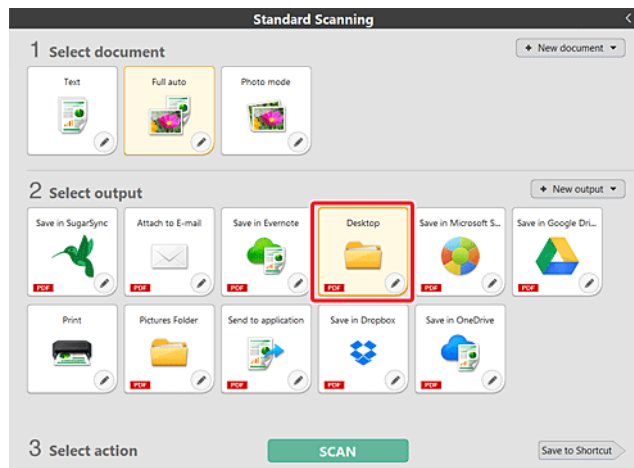 Standard Scanning
1 Select document
+ New document
Text
Full auto
Photo mode
2 Select output
+ New output
Save in SugarSync
Attach to E-mail
Save in Evernote
Desktop
Save in Microsoft S...
Save in Google Dri...
PDF
PDF
PDF
PDF
PDF
PDF
Print
Pictures Folder
Send to application
Save in Dropbox
Save in OneDrive
PDF
PDF
PDF
PDF
3 Select action
SCAN
Save to Shortcut